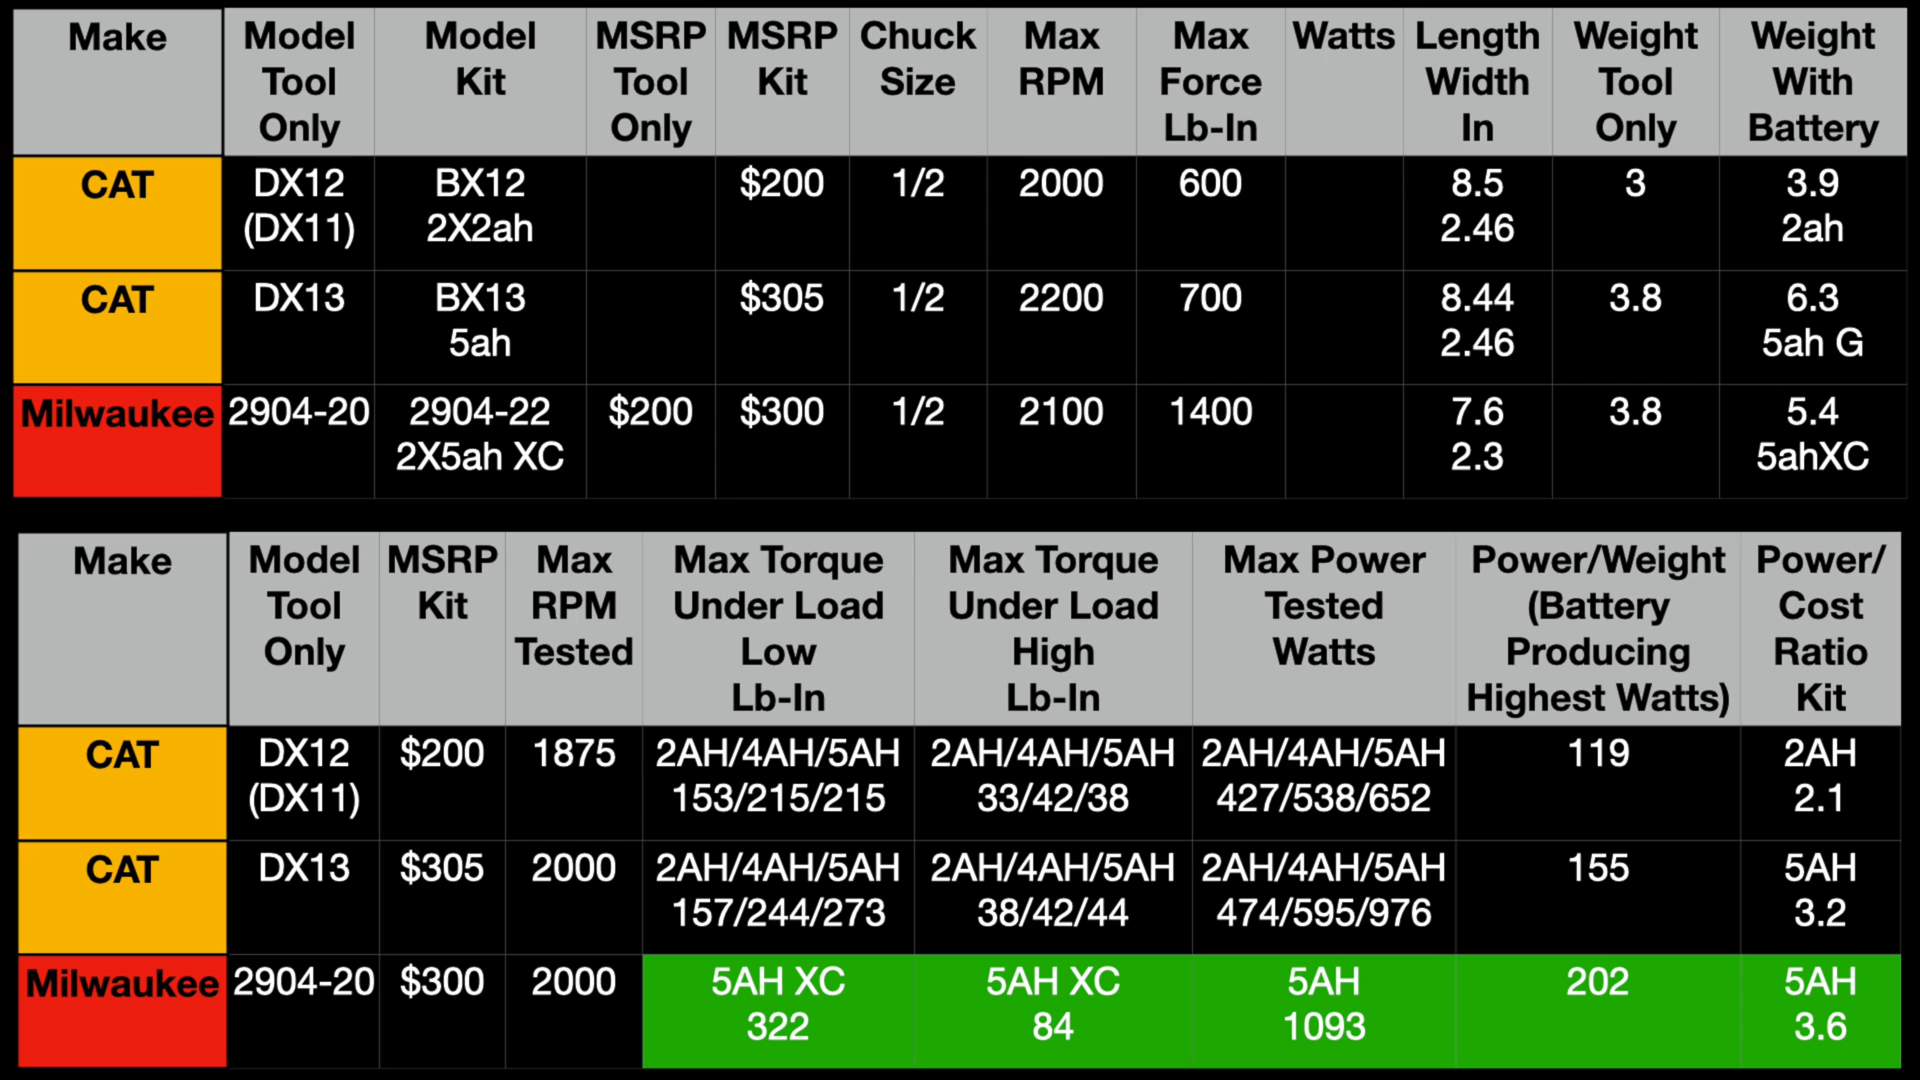 Make Model Kit MSRP MSRP Chuck Max Max Watts Length Weight Weight
Tool Kit Tool Kit Size RPM Force Width Tool With
Only Only Lb-In In Only Battery
CAT DX12 BX12 $200 1/2 2000 600 8.5 3 3.9
(DX11) 2X2ah 2.46 2ah
CAT DX13 BX13 $305 1/2 2200 700 8.44 3.8 6.3
5ah 2.46 5ah G
Milwaukee 2904-20 2904-22 $200 $300 1/2 2100 1400 7.6 3.8 5.4
2X5ah XC 2.3 5ahXC
Make Model MSRP Max Max Torque Max Torque Max Power Power/Weight Power/
Tool Kit RPM Under Load Under Load Tested (Battery Cost
Only Tested Low High Watts Producing Ratio
Lb-In Lb-In Highest Watts) Kit
CAT DX12 $200 1875 2AH/4AH/5AH 2AH/4AH/5AH 2AH/4AH/5AH 119 2AH
(DX11) 153/215/215 33/42/38 427/538/652 2.1
CAT DX13 $305 2000 2AH/4AH/5AH 2AH/4AH/5AH 2AH/4AH/5AH 155 5AH
157/244/273 38/42/44 474/595/976 3.2
Milwaukee 2904-20 $300 2000 5AH XC 5AH XC 5AH 202 5AH
322 84 1093 3.6